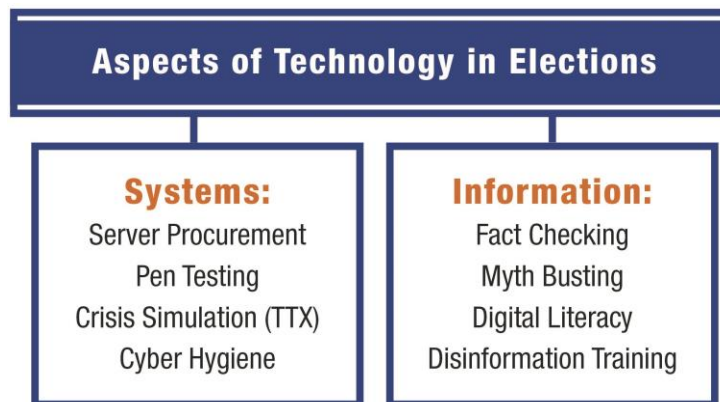 Aspects of Technology in Elections
Systems:
Server Procurement
Pen Testing
Crisis Simulation (TTX)
Cyber Hygiene
Information:
Fact Checking
Myth Busting
Digital Literacy
Disinformation Training